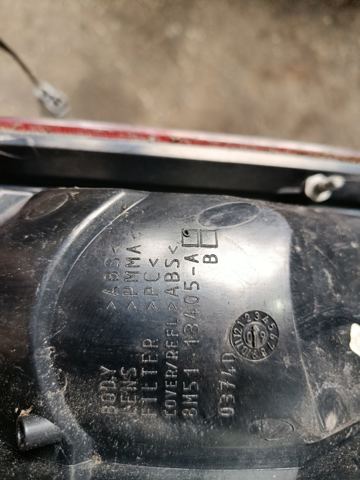 BODY >ABS<
LENS >PMMA<
FILTER >PC<
COVER/REFL >ABS<
8M51-13405-A
B
0374D